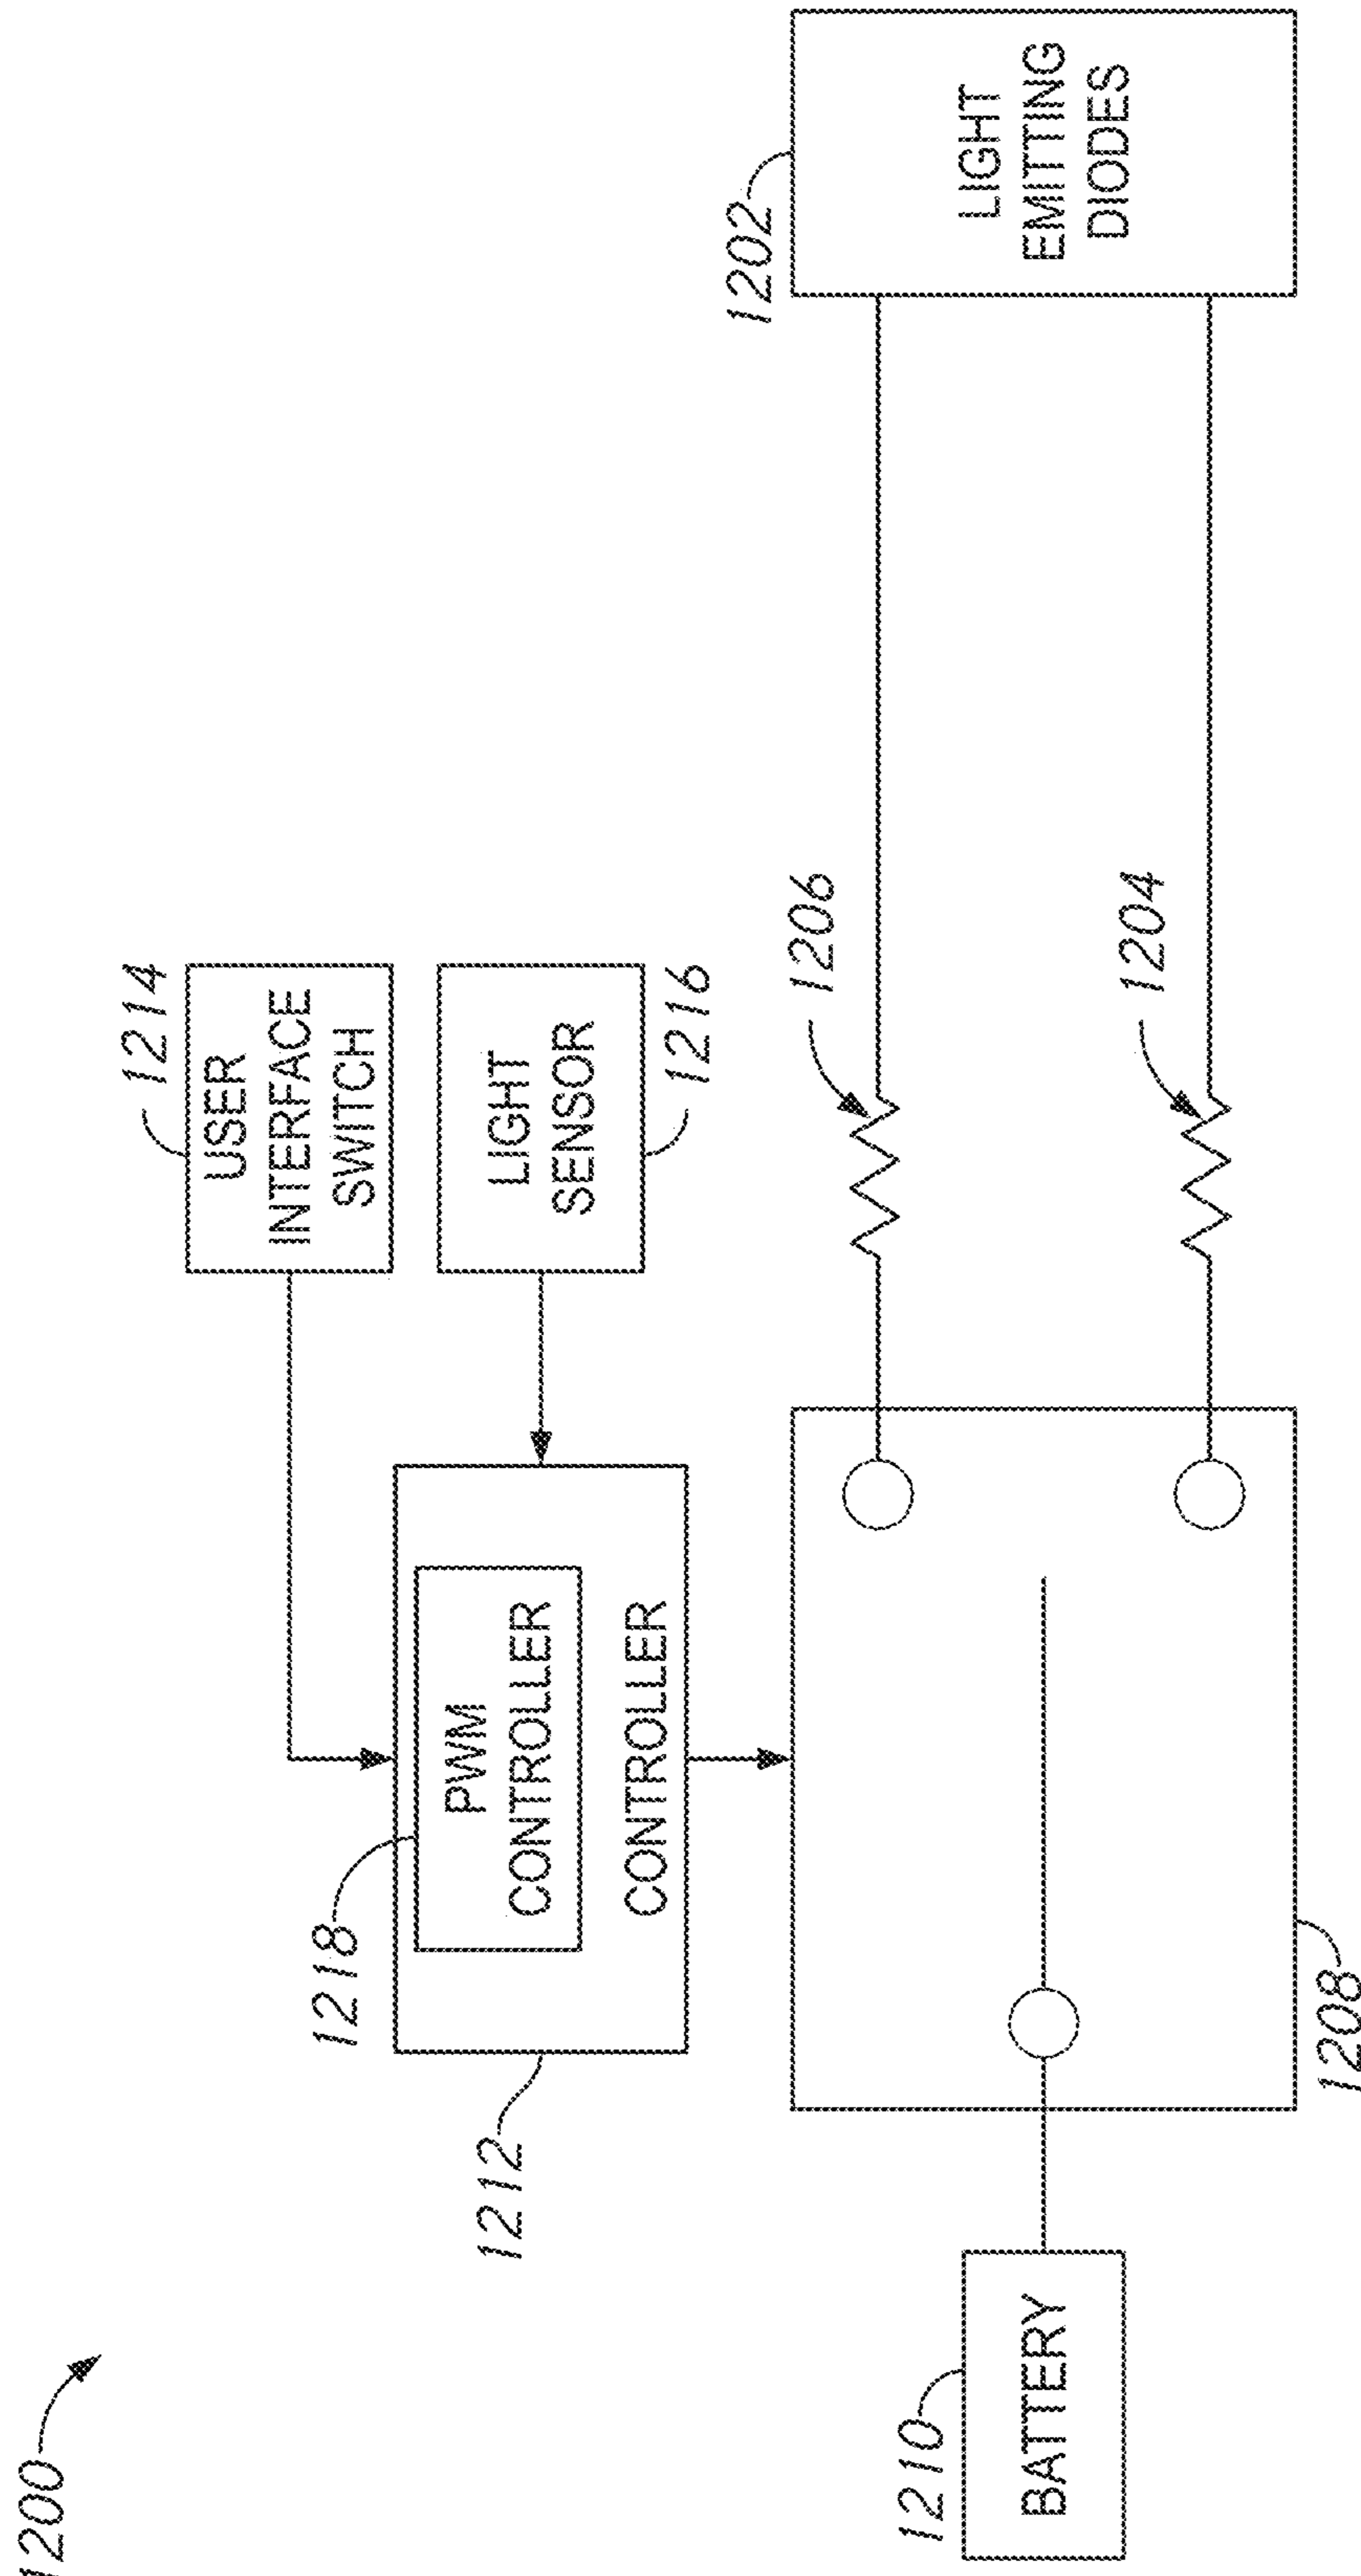 1200
1214
USER
INTERFACE
SWITCH
LIGHT
SENSOR
1216
1218
PWM
CONTROLLER
CONTROLLER
1212
1202
LIGHT
EMITTING
DIODES
1206
1204
1210
BATTERY
1208